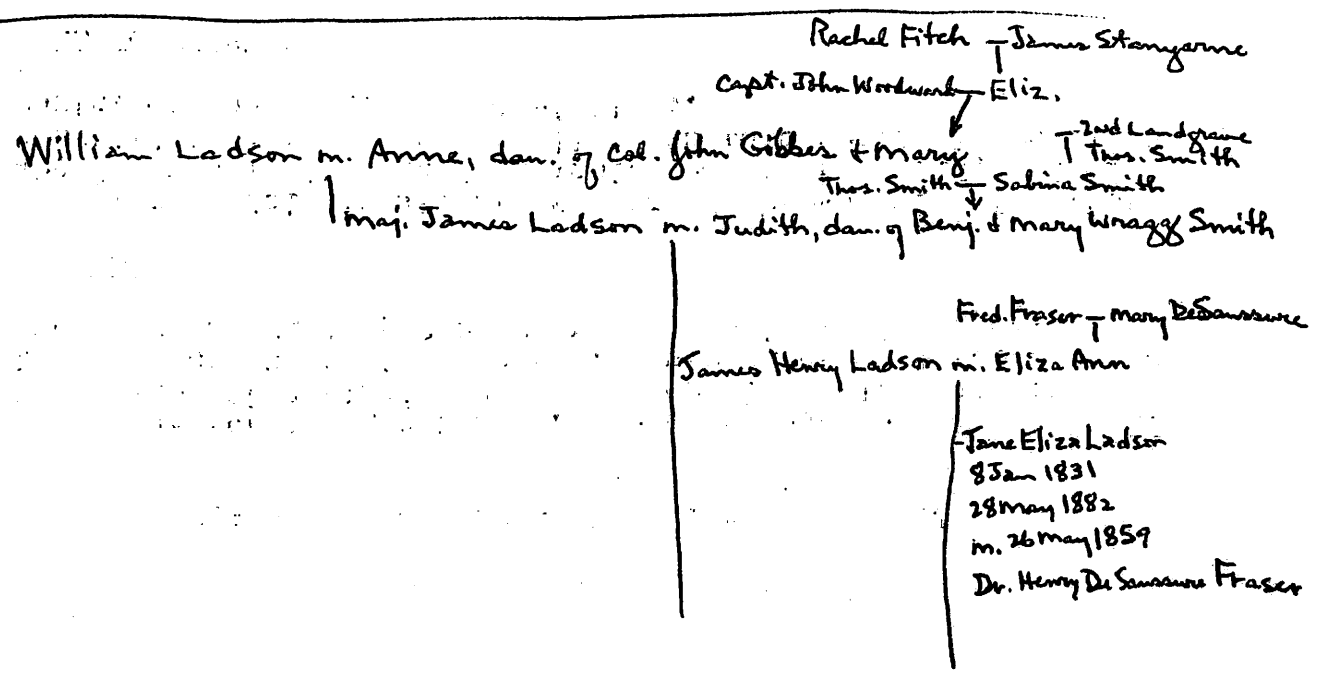 Rachel Fitch - James Stanyarne
Capt. John Woodward - Eliz.
2nd Landgrave
William Ladson m. Anne, dau. of Col. John Gibbes & Mary
Thos. Smith
Thos. Smith - Sabina Smith
Maj. James Ladson m. Judith, dau. of Benj. & Mary Wragg Smith
Fred. Fraser - Mary DeSaussure
James Henry Ladson m. Eliza Ann
Jane Eliza Ladson
8 Jan 1831
28 May 1882
m. 26 May 1859
Dr. Henry De Saussure Fraser